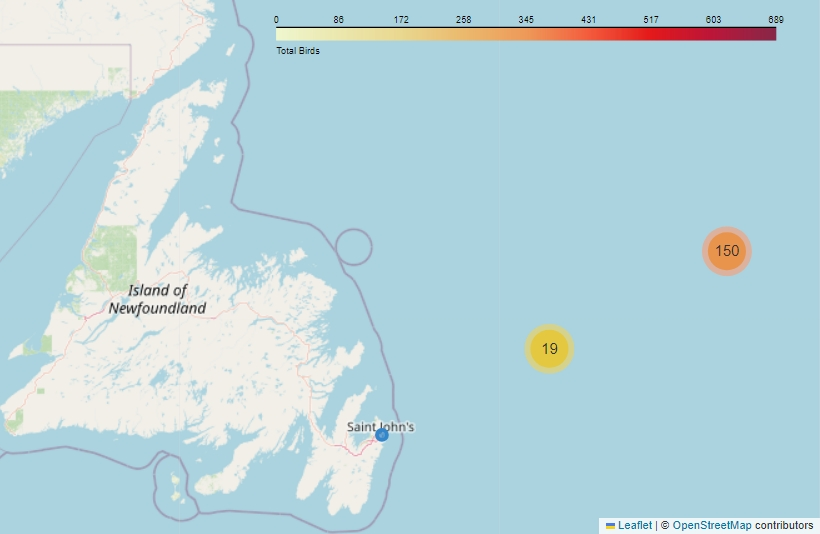 0 86 172 258 345 431 517 603 689
Total Birds
150
Island of
Newfoundland
19
Saint John's
Leaflet | © OpenStreetMap contributors